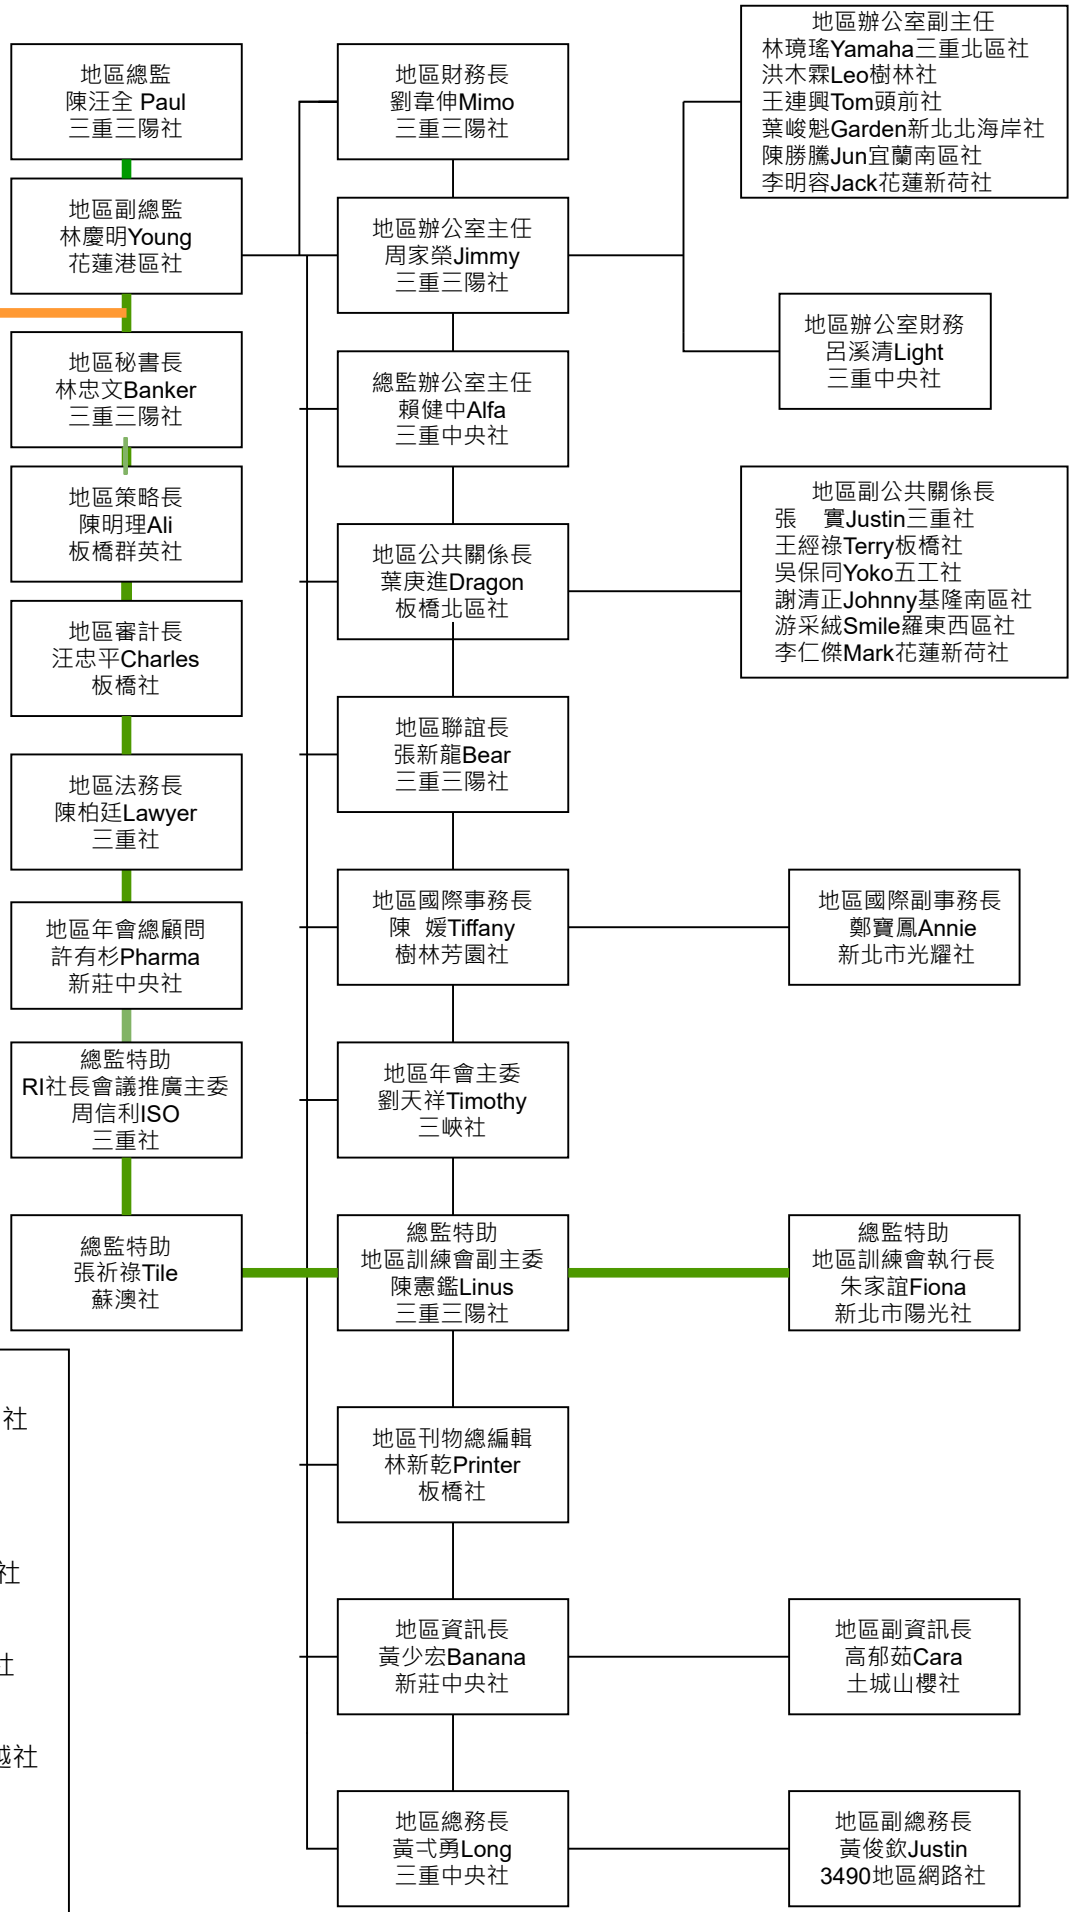 地區總監
陳汪全 Paul
三重三陽社
地區副總監
林慶明Young
花蓮港區社
地區秘書長
林忠文Banker
三重三陽社
地區策略長
陳明理Ali
板橋群英社
地區審計長
汪忠平Charles
板橋社
地區法務長
陳柏廷Lawyer
三重社
地區年會總顧問
許有杉Pharma
新莊中央社
總監特助
RI社長會議推廣主委
周信利ISO
三重社
總監特助
張祈祿Tile
蘇澳社
社
社
社
越社
地區財務長
劉韋伸Mimo
三重三陽社
地區辦公室主任
周家榮Jimmy
三重三陽社
總監辦公室主任
賴健中Alfa
三重中央社
地區公共關係長
葉庚進Dragon
板橋北區社
地區聯誼長
張新龍Bear
三重三陽社
地區國際事務長
陳 媛Tiffany
樹林芳園社
地區年會主委
劉天祥Timothy
三峽社
總監特助
地區訓練會副主委
陳憲鑑Linus
三重三陽社
地區刊物總編輯
林新乾Printer
板橋社
地區資訊長
黃少宏Banana
新莊中央社
地區總務長
黃弍勇Long
三重中央社
地區辦公室副主任
林璄瑤Yamaha三重北區社
洪木霖Leo樹林社
王連興Tom頭前社
葉峻魁Garden新北北海岸社
陳勝騰Jun宜蘭南區社
李明容Jack花蓮新荷社
地區辦公室財務
呂溪清Light
三重中央社
地區副公共關係長
張 實Justin三重社
王經祿Terry板橋社
吳保同Yoko五工社
謝清正Johnny基隆南區社
游采絨Smile羅東西區社
李仁傑Mark花蓮新荷社
地區國際副事務長
鄭寶鳳Annie
新北市光耀社
總監特助
地區訓練會執行長
朱家誼Fiona
新北市陽光社
地區副資訊長
高郁茹Cara
土城山櫻社
地區副總務長
黃俊欽Justin
3490地區網路社